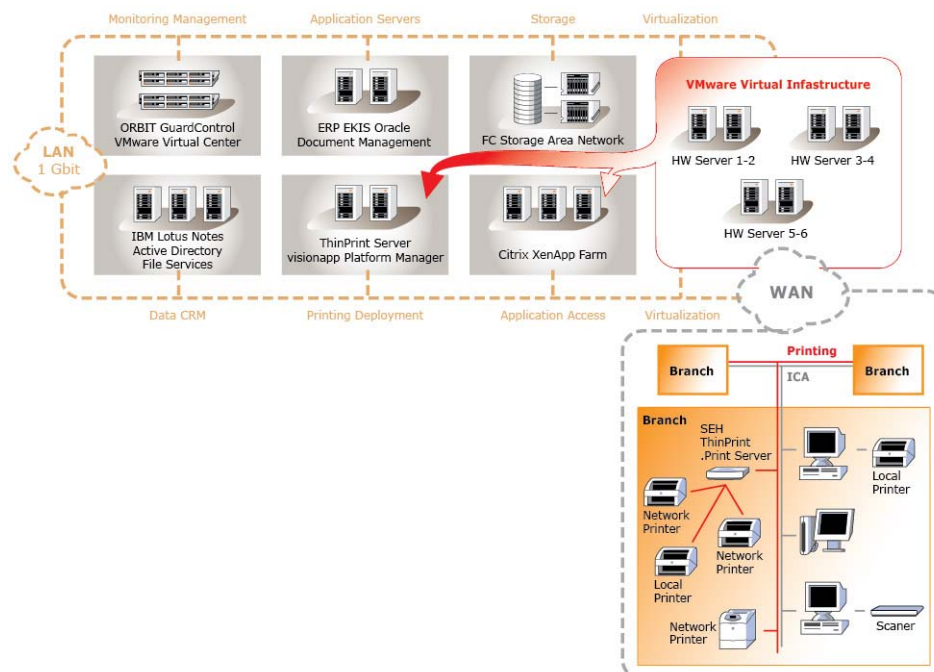 Monitoring Management
Application Servers
Storage
Virtualization
ORBIT GuardControl
VMware Virtual Center
ERP EKIS Oracle
Document Management
FC Storage Area Network
VMware Virtual Infastructure
HW Server 1-2
HW Server 3-4
HW Server 5-6
LAN
1 Gbit
IBM Lotus Notes
Active Directory
File Services
ThinPrint Server
visionapp Platform Manager
Citrix XenApp Farm
Data CRM
Printing Deployment
Application Access
Virtualization
WAN
Printing
ICA
Branch
Branch
Branch
SEH
ThinPrint
.Print Server
Local
Printer
Network
Printer
Network
Printer
Local
Printer
Network
Printer
Scaner